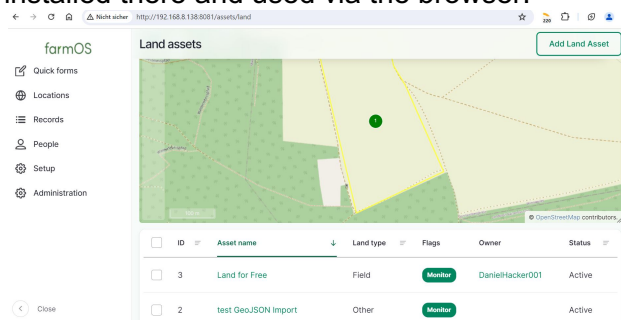 installed there and used via the browser.
Nicht sicher
http://192.168.8.138:8081/assets/land
220
farmOS
Land assets
Add Land Asset
Quick forms
Locations
Records
People
Setup
Administration
1
© OpenStreetMap contributors.
ID
Asset name
Land type
Flags
Owner
Status
3
Land for Free
Field
Monitor
DanielHacker001
Active
2
test GeoJSON Import
Other
Monitor
Active
Close